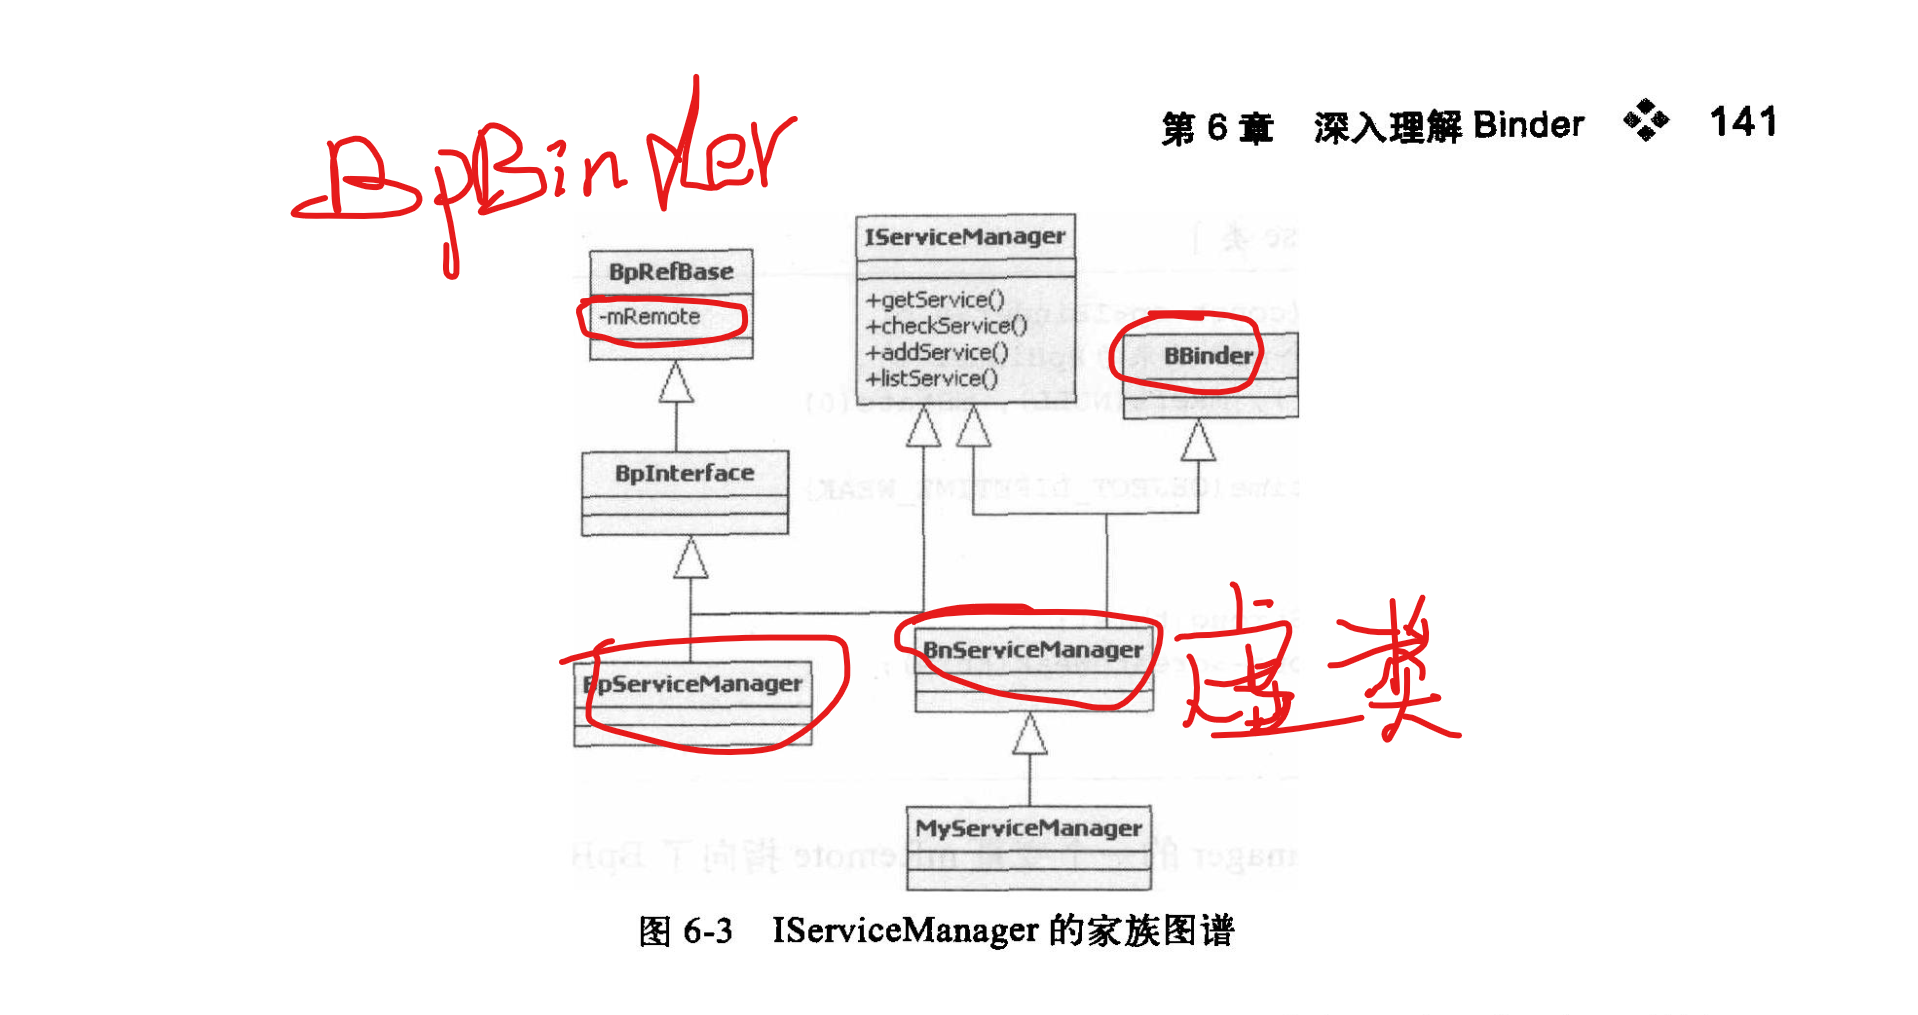 第 6 章 深入理解 Binder ❖ 141
BpBinder
IServiceManager
+getService()
+checkService()
+addService()
+listService()
BpRefBase
-mRemote
BBinder
BpInterface
BpServiceManager
BnServiceManager
虚类
MyServiceManager
图 6-3 IServiceManager 的家族图谱